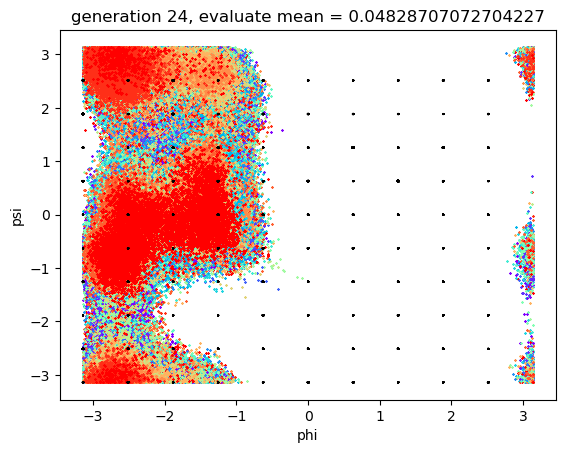 generation 24, evaluate mean = 0.04828707072704227
3
2
1
0
−1
−2
−3
psi
−3 −2 −1 0 1 2 3
phi